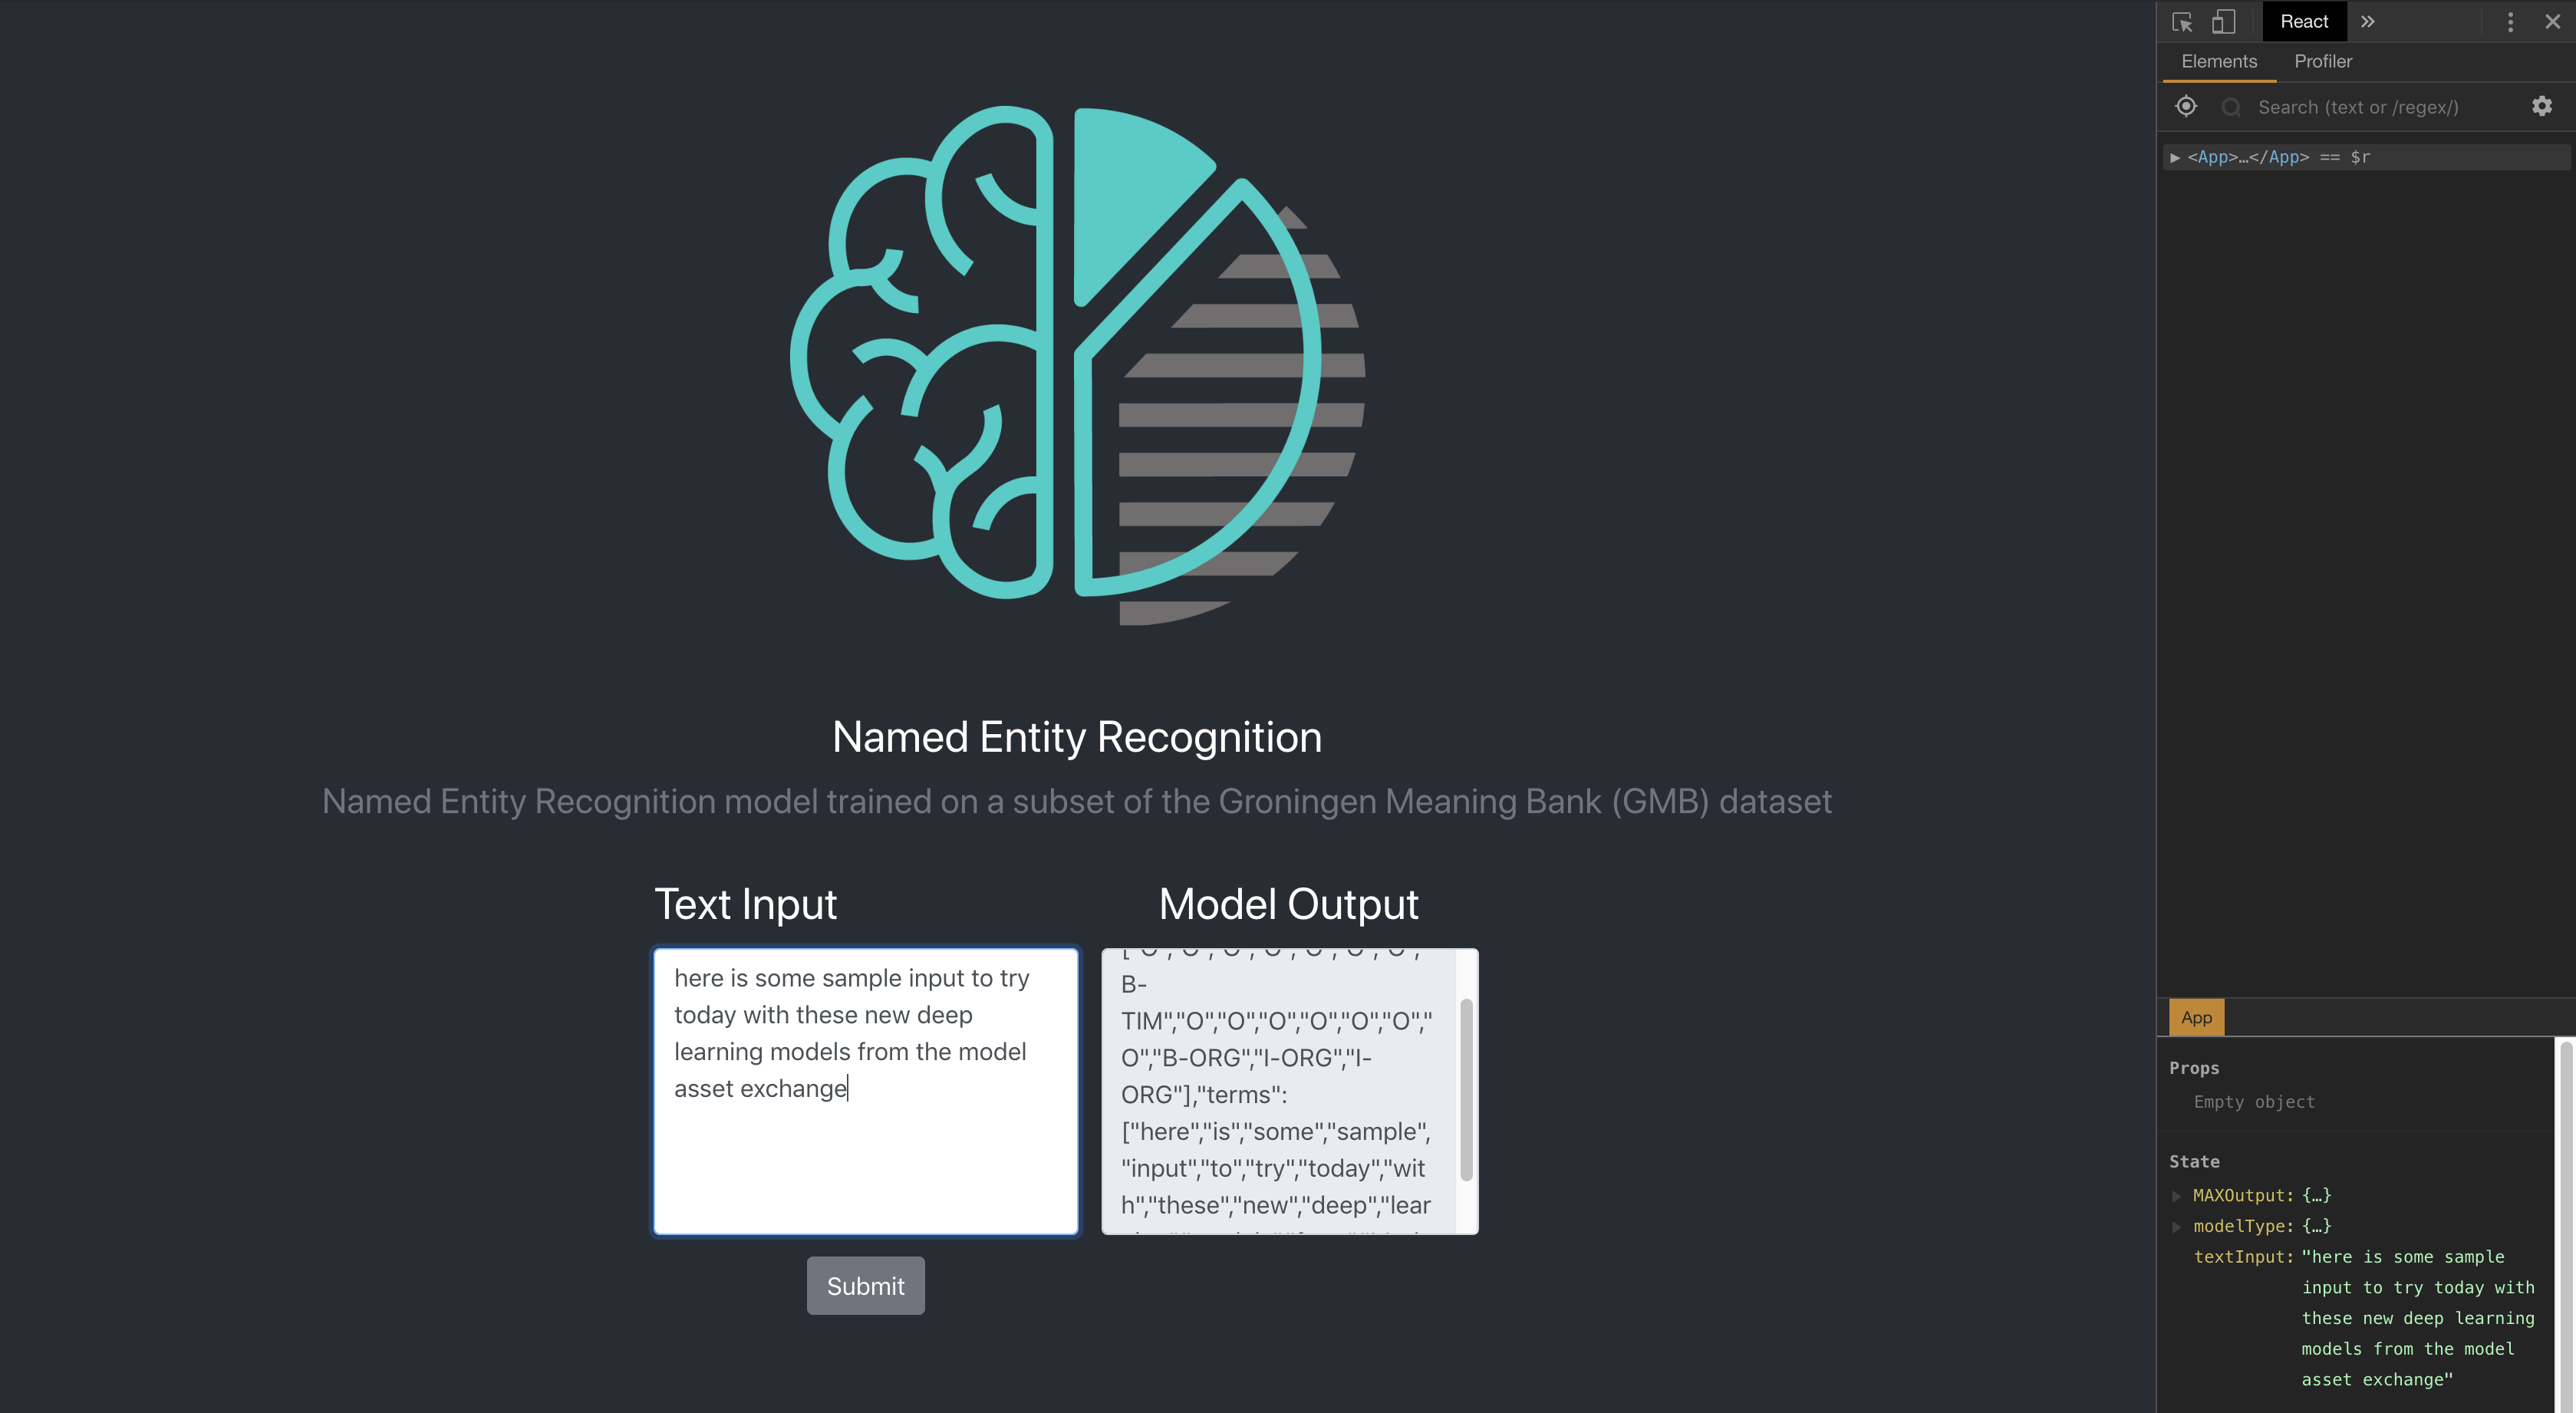 Named Entity Recognition
Named Entity Recognition model trained on a subset of the Groningen Meaning Bank (GMB) dataset
Text Input
here is some sample input to try
today with these new deep
learning models from the model
asset exchange
Submit
Model Output
["O","O","O","O","O","O","O","
B-
TIM","O","O","O","O","O","O","
O","B-ORG","I-ORG","I-
ORG"],"terms":
["here","is","some","sample",
"input","to","try","today","wit
h","these","new","deep","lear
React
Elements Profiler
Search (text or /regex/)
<App>…</App> == $r
App
Props
Empty object
State
MAXOutput: {…}
modelType: {…}
textInput: "here is some sample
input to try today with
these new deep learning
models from the model
asset exchange"